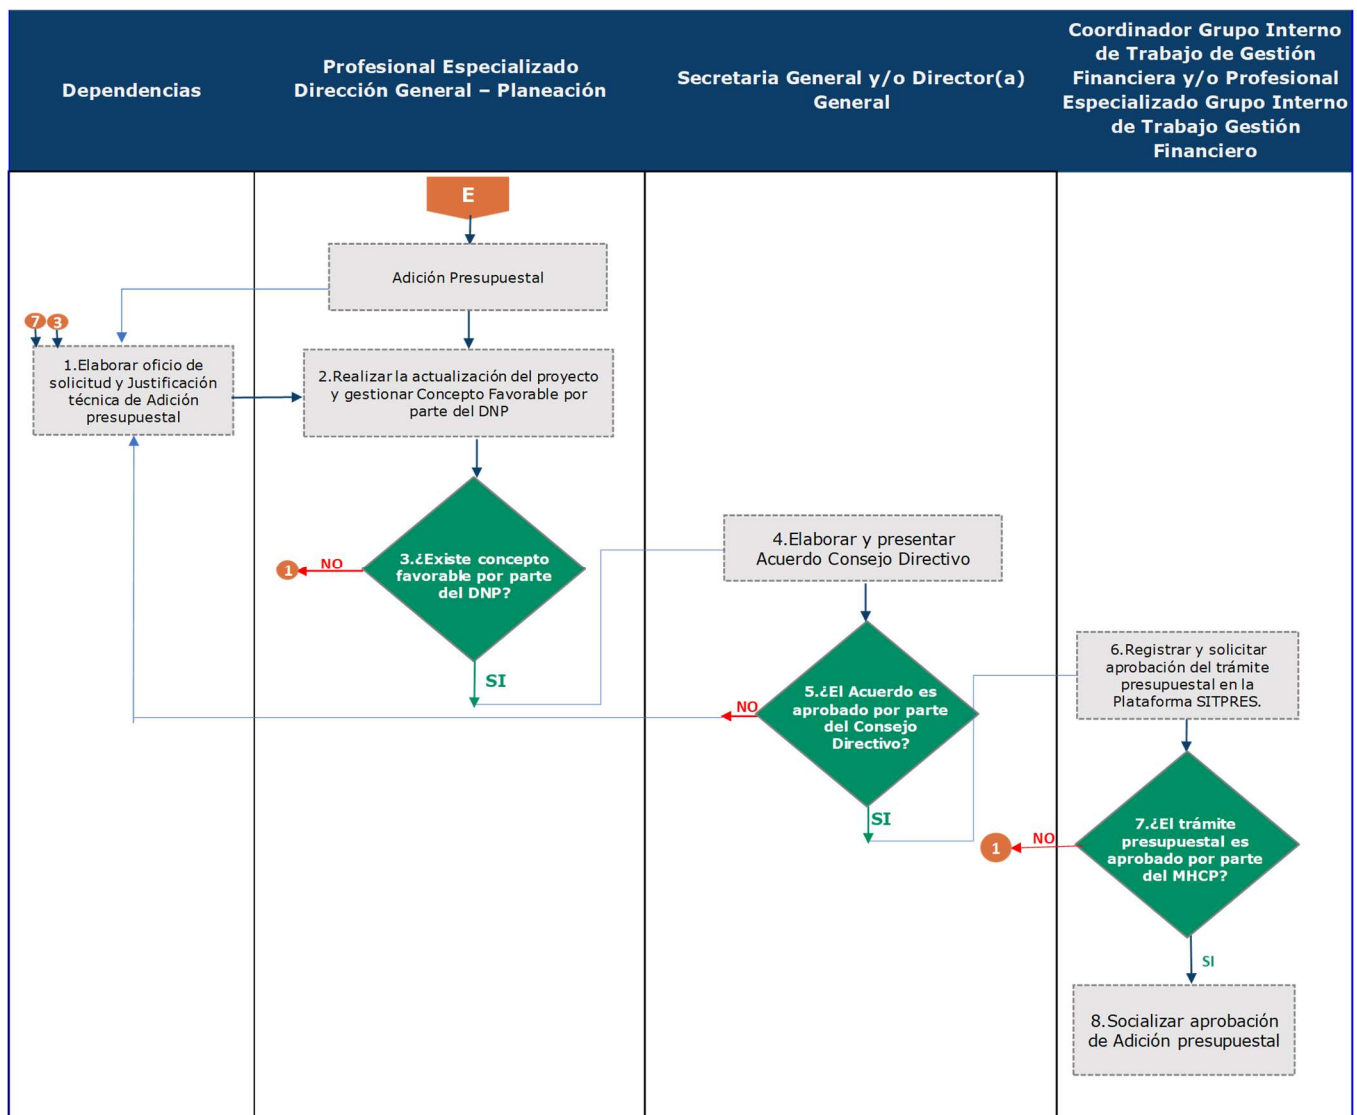 Dependencias
Profesional Especializado
Dirección General – Planeación
Secretaria General y/o Director(a)
General
Coordinador Grupo Interno
de Trabajo de Gestión
Financiera y/o Profesional
Especializado Grupo Interno
de Trabajo Gestión
Financiero
E
Adición Presupuestal
7
3
1.Elaborar oficio de
solicitud y Justificación
técnica de Adición
presupuestal
2.Realizar la actualización del proyecto
y gestionar Concepto Favorable por
parte del DNP
3.¿Existe concepto
favorable por parte
del DNP?
NO
1
SI
4.Elaborar y presentar
Acuerdo Consejo Directivo
5.¿El Acuerdo es
aprobado por parte
del Consejo
Directivo?
NO
SI
6.Registrar y solicitar
aprobación del trámite
presupuestal en la
Plataforma SITPRES.
7.¿El trámite
presupuestal es
aprobado por parte
del MHCP?
NO
1
SI
8.Socializar aprobación
de Adición presupuestal